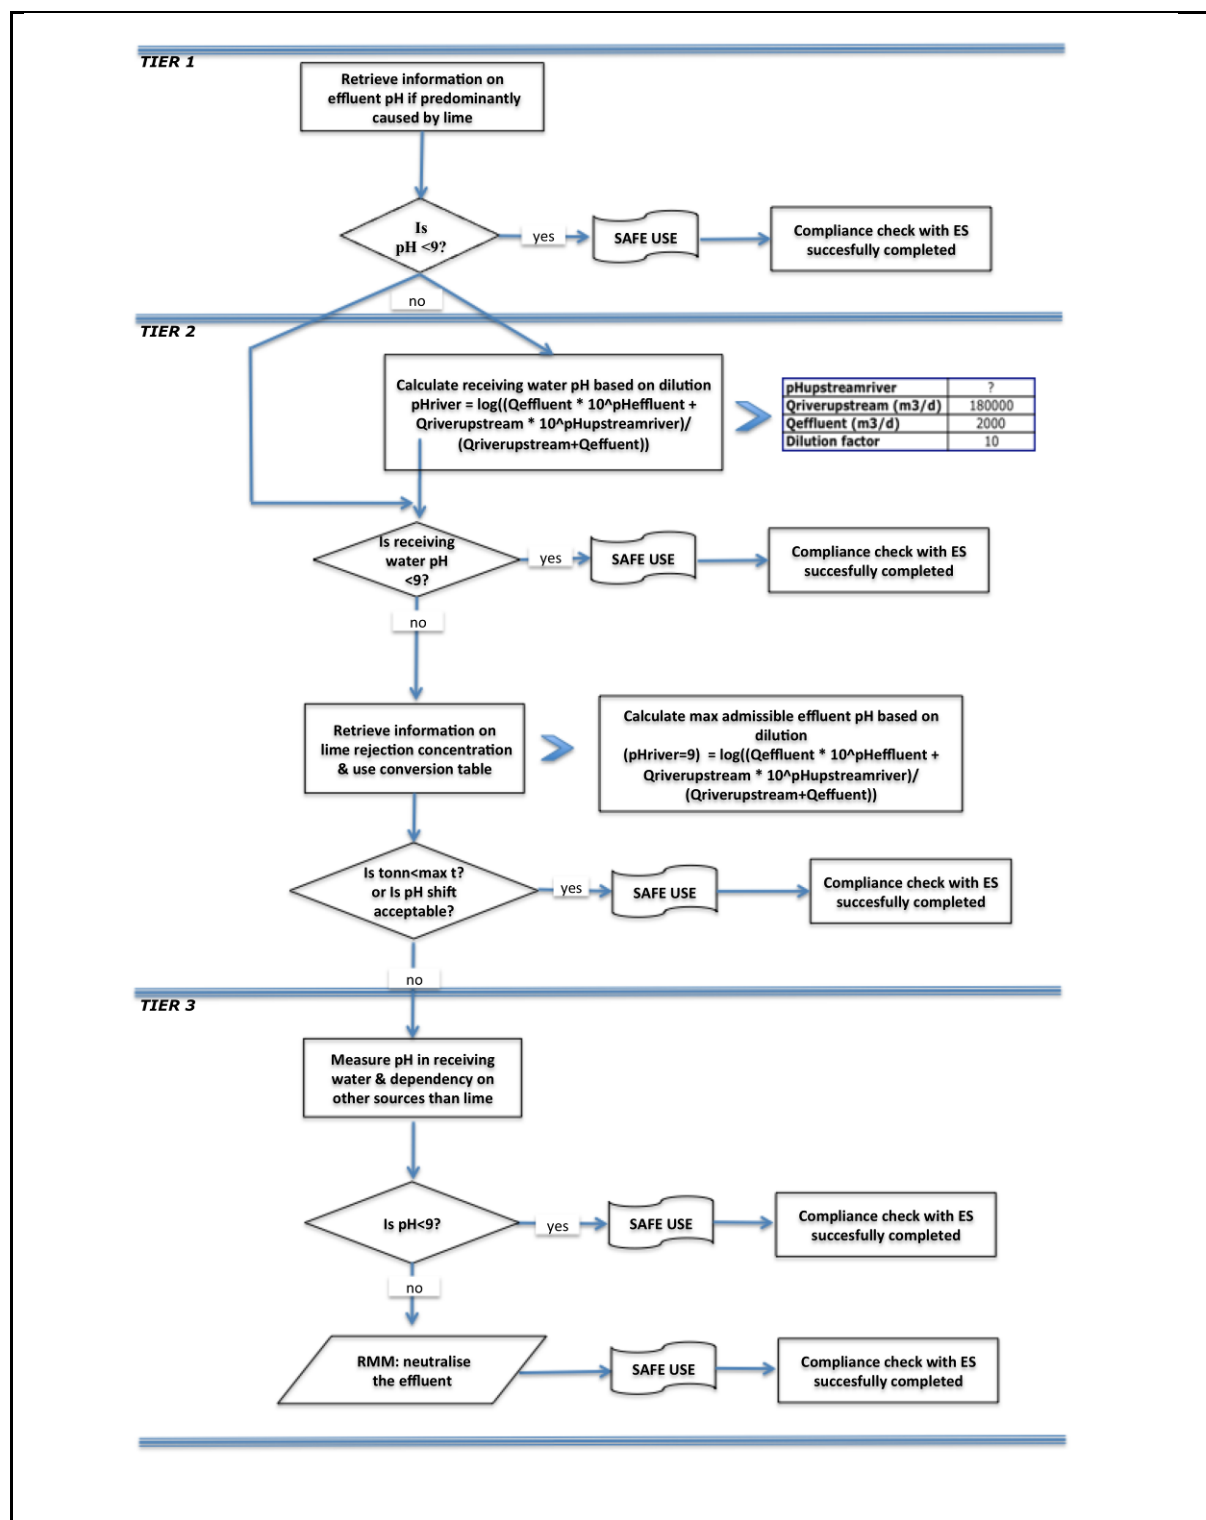 TIER 1
Retrieve information on
effluent pH if predominantly
caused by lime
Is
pH <9?
yes
SAFE USE
Compliance check with ES
succesfully completed
no
TIER 2
Calculate receiving water pH based on dilution
pHriver = log((Qeffluent * 10^pHeffluent +
Qriverupstream * 10^pHupstreamriver)/
(Qriverupstream+Qeffuent))
pHupstreamriver ?
Qriverupstream (m3/d) 180000
Qeffluent (m3/d) 2000
Dilution factor 10
Is receiving
water pH
<9?
yes
SAFE USE
Compliance check with ES
succesfully completed
no
Retrieve information on
lime rejection concentration
& use conversion table
Calculate max admissible effluent pH based on
dilution
(pHriver=9) = log((Qeffluent * 10^pHeffluent +
Qriverupstream * 10^pHupstreamriver)/
(Qriverupstream+Qeffuent))
Is tonn<max t?
or Is pH shift
acceptable?
yes
SAFE USE
Compliance check with ES
succesfully completed
no
TIER 3
Measure pH in receiving
water & dependency on
other sources than lime
Is pH<9?
yes
SAFE USE
Compliance check with ES
succesfully completed
no
RMM: neutralise
the effluent
SAFE USE
Compliance check with ES
succesfully completed